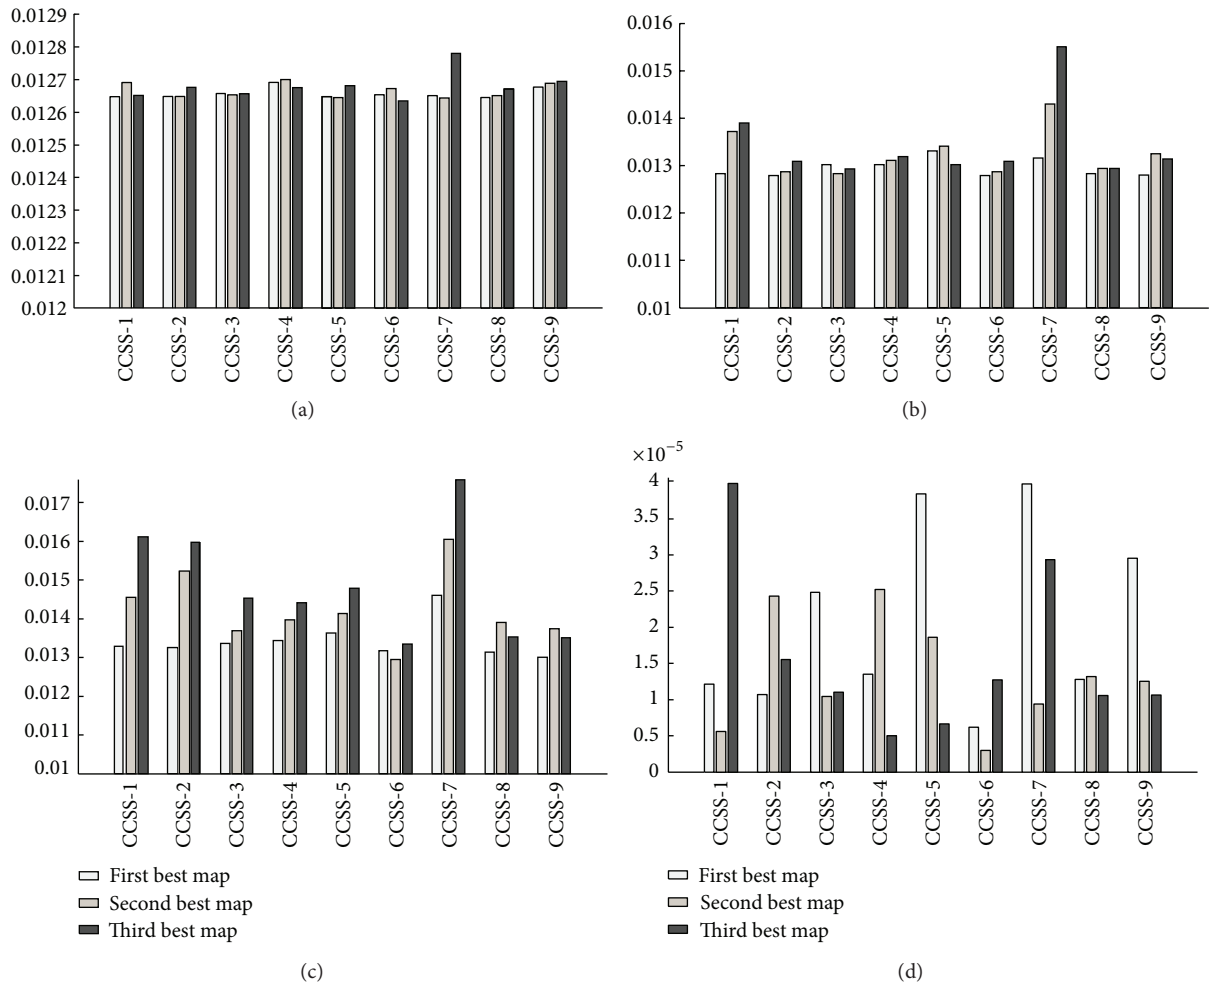 0.0129
0.0128
0.0127
0.0126
0.0125
0.0124
0.0123
0.0122
0.0121
0.012
CCSS-1
CCSS-2
CCSS-3
CCSS-4
CCSS-5
CCSS-6
CCSS-7
CCSS-8
CCSS-9
(a)
0.016
0.015
0.014
0.013
0.012
0.011
0.01
CCSS-1
CCSS-2
CCSS-3
CCSS-4
CCSS-5
CCSS-6
CCSS-7
CCSS-8
CCSS-9
(b)
0.017
0.016
0.015
0.014
0.013
0.012
0.011
0.01
CCSS-1
CCSS-2
CCSS-3
CCSS-4
CCSS-5
CCSS-6
CCSS-7
CCSS-8
CCSS-9
First best map
Second best map
Third best map
(c)
×10⁻⁵
4
3.5
3
2.5
2
1.5
1
0.5
0
CCSS-1
CCSS-2
CCSS-3
CCSS-4
CCSS-5
CCSS-6
CCSS-7
CCSS-8
CCSS-9
First best map
Second best map
Third best map
(d)